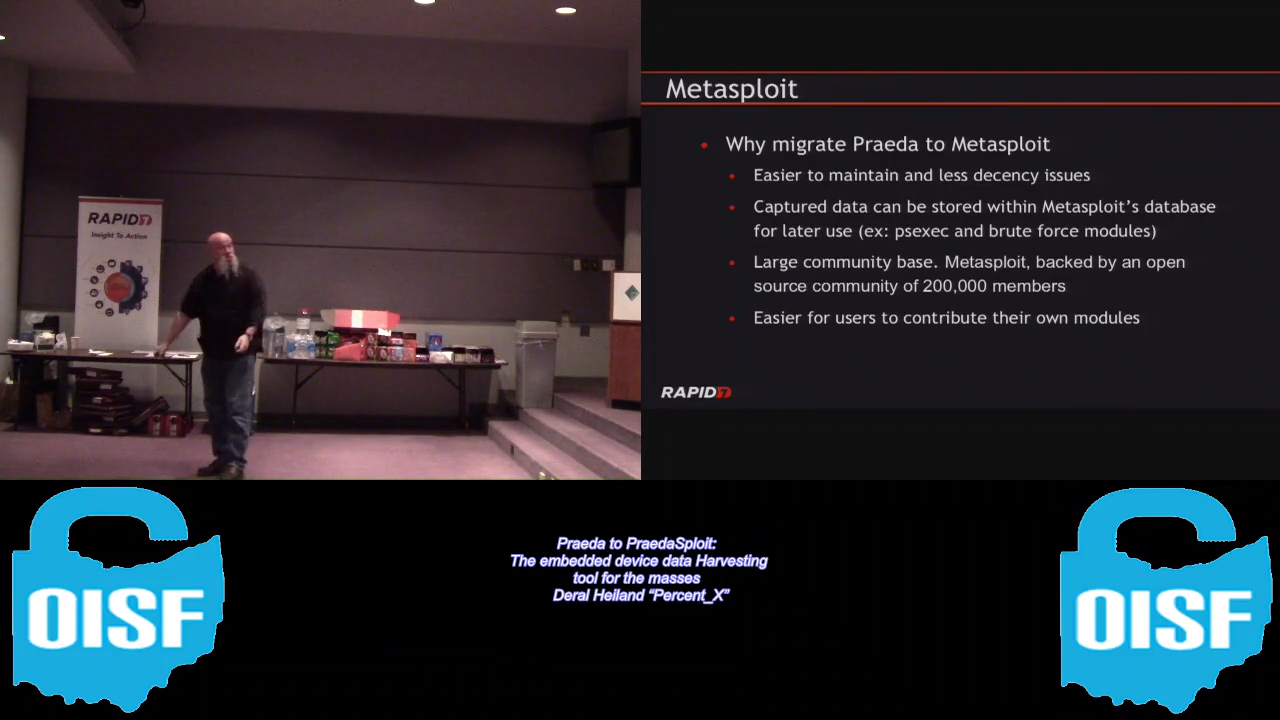 RAPID7
Insight To Action
Metasploit
Why migrate Praeda to Metasploit
Easier to maintain and less decency issues
Captured data can be stored within Metasploit's database
for later use (ex: psexec and brute force modules)
Large community base. Metasploit, backed by an open
source community of 200,000 members
Easier for users to contribute their own modules
RAPID7
Praeda to PraedaSploit:
The embedded device data Harvesting
tool for the masses
Deral Heiland “Percent_X”
OISF
OISF